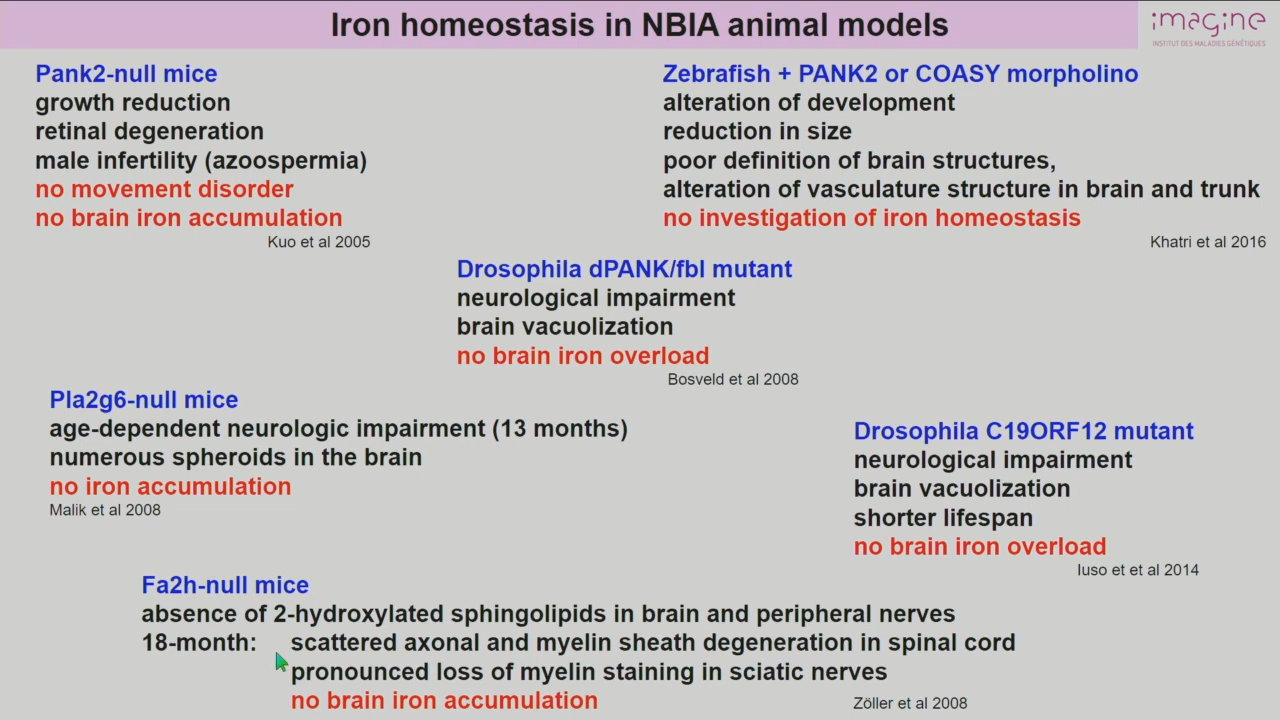 Iron homeostasis in NBIA animal models
imagine
INSTITUT DES MALADIES GÉNÉTIQUES
Pank2-null mice
growth reduction
retinal degeneration
male infertility (azoospermia)
no movement disorder
no brain iron accumulation
Kuo et al 2005
Zebrafish + PANK2 or COASY morpholino
alteration of development
reduction in size
poor definition of brain structures,
alteration of vasculature structure in brain and trunk
no investigation of iron homeostasis
Khatri et al 2016
Drosophila dPANK/fbl mutant
neurological impairment
brain vacuolization
no brain iron overload
Bosveld et al 2008
Pla2g6-null mice
age-dependent neurologic impairment (13 months)
numerous spheroids in the brain
no iron accumulation
Malik et al 2008
Drosophila C19ORF12 mutant
neurological impairment
brain vacuolization
shorter lifespan
no brain iron overload
Iuso et et al 2014
Fa2h-null mice
absence of 2-hydroxylated sphingolipids in brain and peripheral nerves
18-month: scattered axonal and myelin sheath degeneration in spinal cord
pronounced loss of myelin staining in sciatic nerves
no brain iron accumulation
Zöller et al 2008